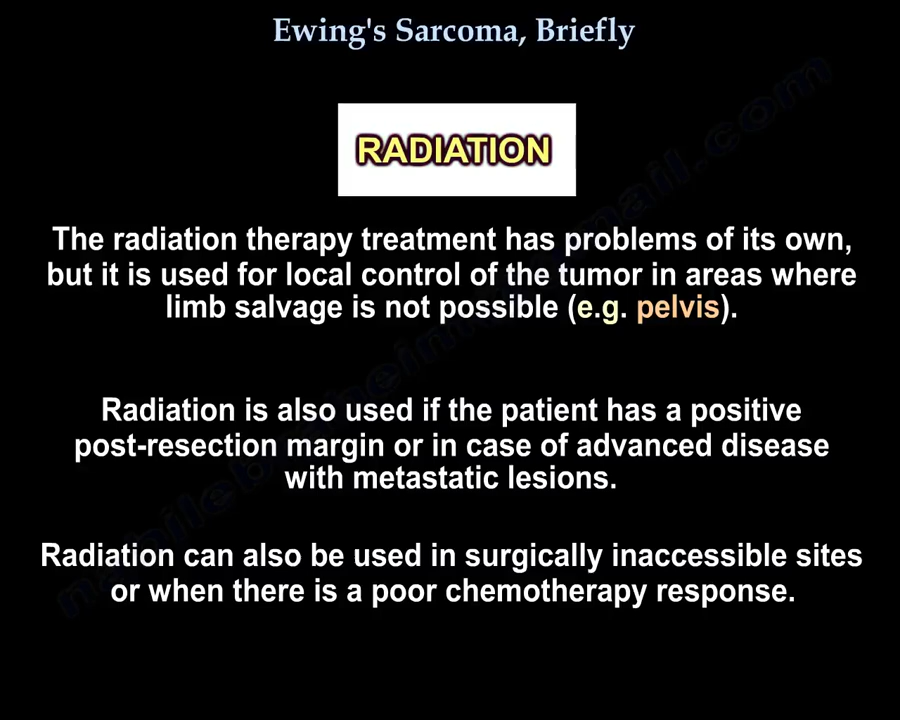 Ewing's Sarcoma, Briefly
RADIATION
The radiation therapy treatment has problems of its own,
but it is used for local control of the tumor in areas where
limb salvage is not possible (e.g. pelvis).
Radiation is also used if the patient has a positive
post-resection margin or in case of advanced disease
with metastatic lesions.
Radiation can also be used in surgically inaccessible sites
or when there is a poor chemotherapy response.